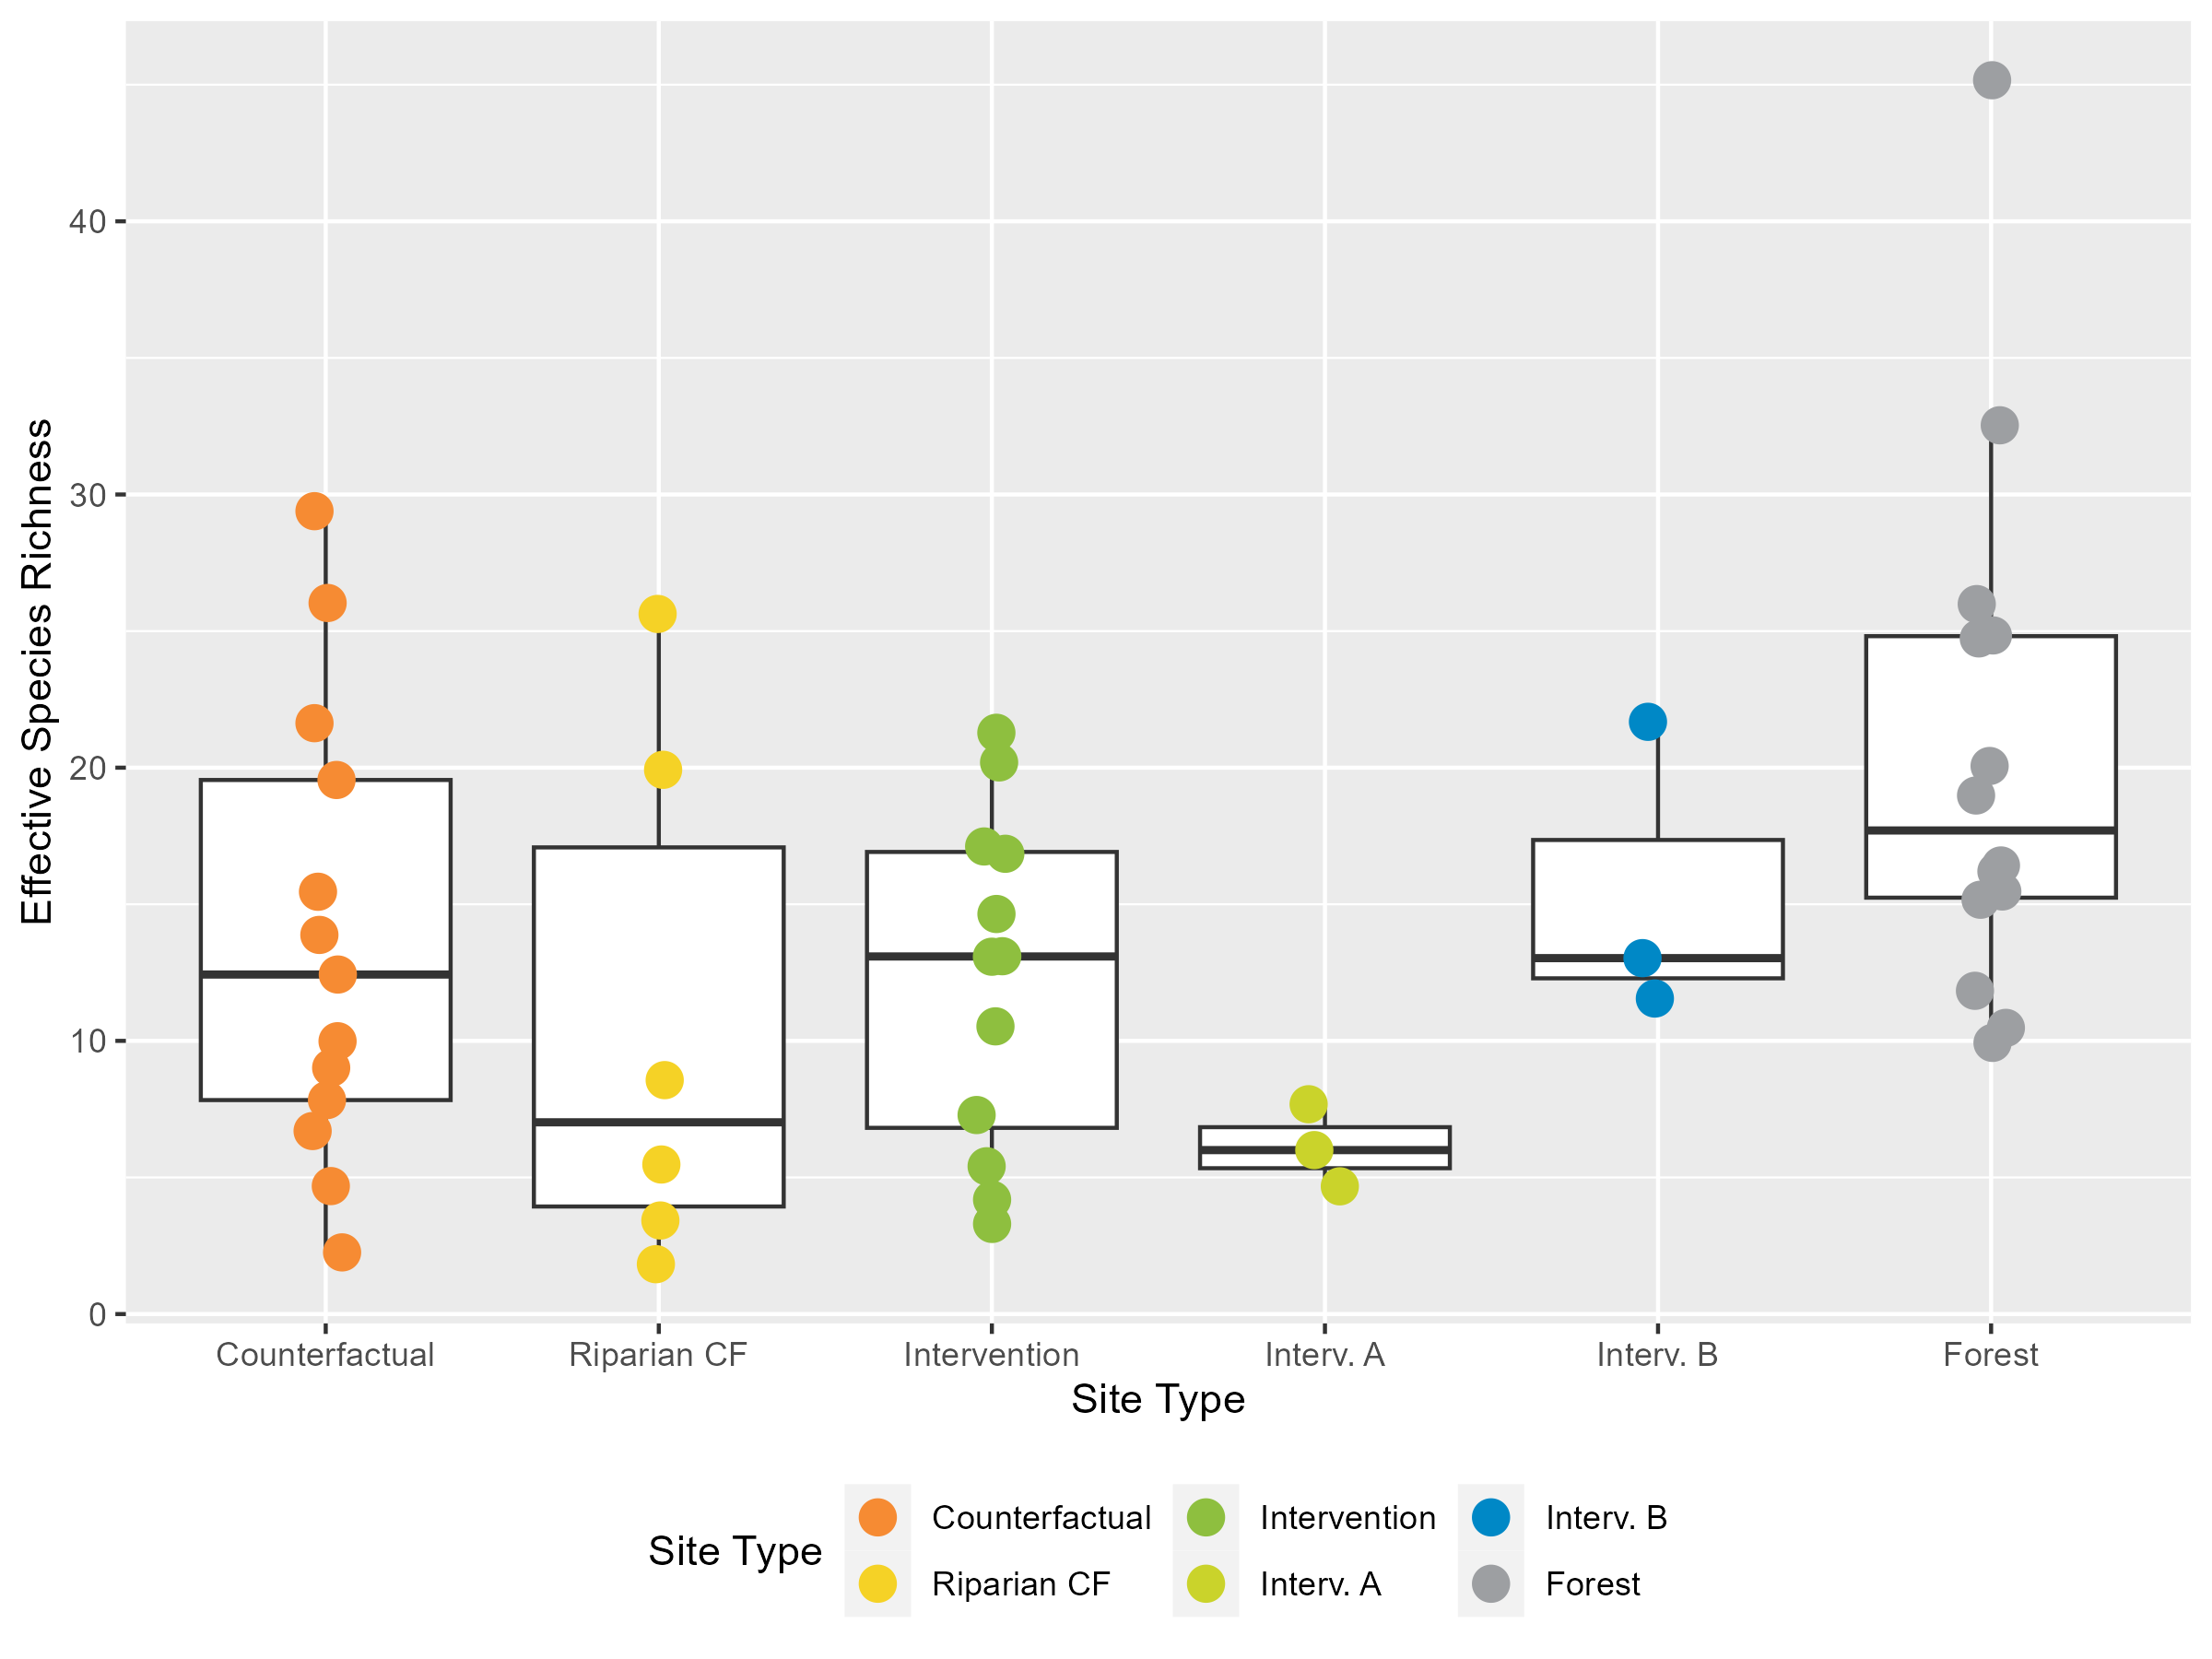 Effective Species Richness
40
30
20
10
0
Counterfactual Riparian CF Intervention Interv. A Interv. B Forest
Site Type
Site Type
Counterfactual Intervention Interv. B
Riparian CF Interv. A Forest